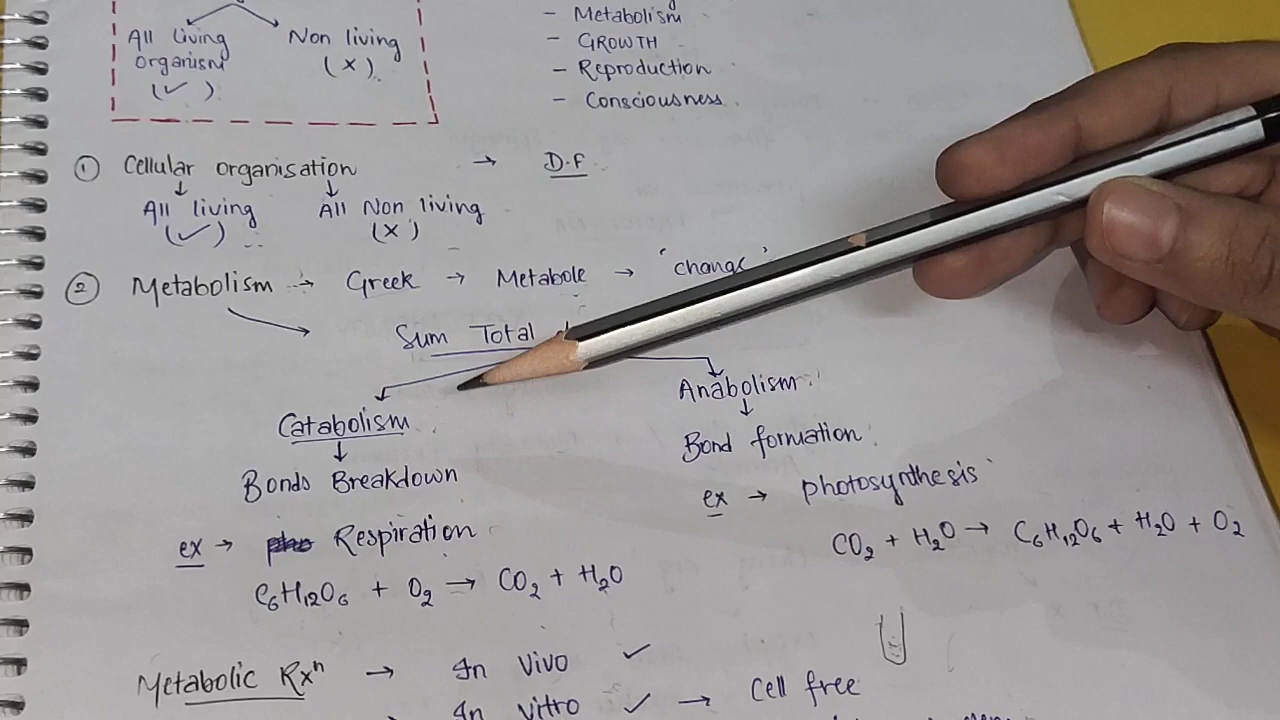 All living Non living
Organism (×)
(✓)
- Metabolism
- GROWTH
- Reproduction
- Consciousness
① Cellular organisation → D.F
All living All Non living
(✓) (×)
② Metabolism → Greek → Metabole → 'change'
Sum Total
Catabolism
Bonds Breakdown
ex → Respiration
C₆H₁₂O₆ + O₂ → CO₂ + H₂O
Anabolism
Bond formation
ex → photosynthesis
CO₂ + H₂O → C₆H₁₂O₆ + H₂O + O₂
Metabolic Rxⁿ → In Vivo ✓
In Vitro ✓ → Cell free